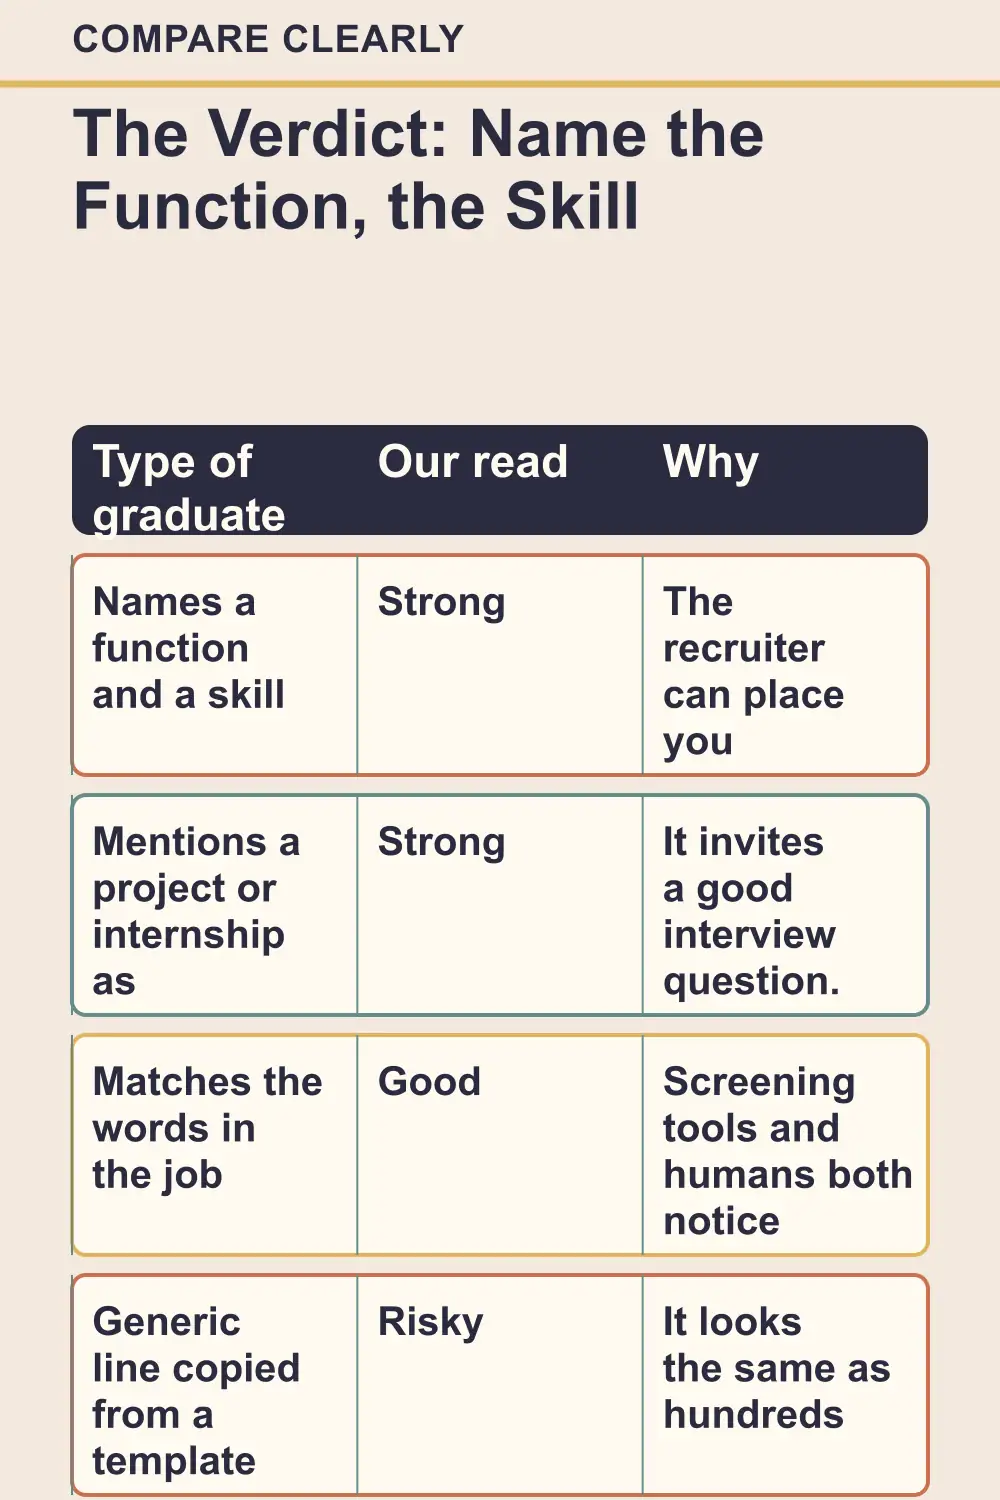 COMPARE CLEARLY
The Verdict: Name the
Function, the Skill
Type of
graduate
Our read
Why
Names a
function
and a skill
Strong
The
recruiter
can place
you
Mentions a
project or
internship
as
Strong
It invites
a good
interview
question.
Matches the
words in
the job
Good
Screening
tools and
humans both
notice
Generic
line copied
from a
template
Risky
It looks
the same as
hundreds